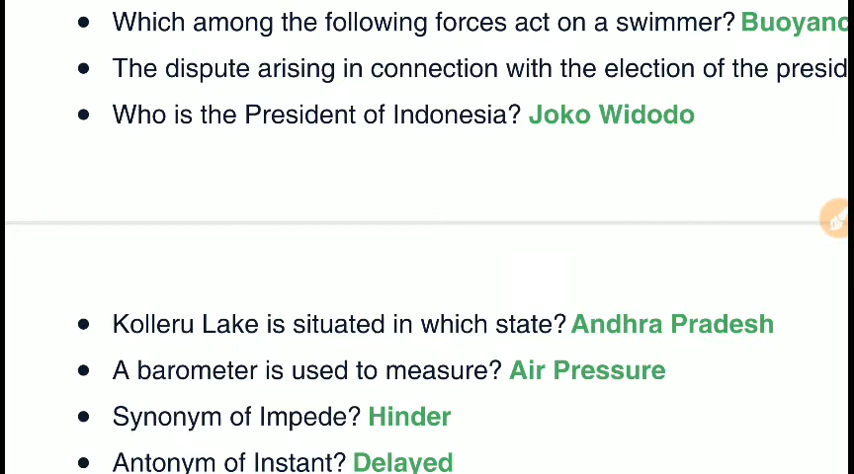 • Which among the following forces act on a swimmer? Buoyanc
• The dispute arising in connection with the election of the presid
• Who is the President of Indonesia? Joko Widodo
• Kolleru Lake is situated in which state? Andhra Pradesh
• A barometer is used to measure? Air Pressure
• Synonym of Impede? Hinder
• Antonym of Instant? Delayed